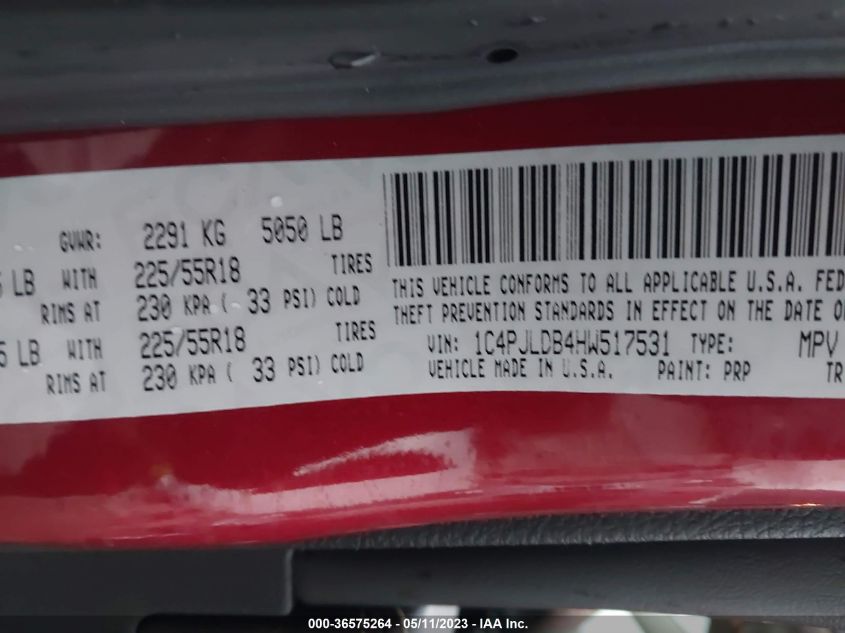 GVWR: 2291 KG 5050 LB
LB WITH 225/55R18 TIRES
RIMS AT 230 KPA ( 33 PSI) COLD
LB WITH 225/55R18 TIRES
RIMS AT 230 KPA ( 33 PSI) COLD
THIS VEHICLE CONFORMS TO ALL APPLICABLE U.S.A. FED
THEFT PREVENTION STANDARDS IN EFFECT ON THE DATE O
VIN: 1C4PJLDB4HW517531 TYPE: MPV
VEHICLE MADE IN U.S.A. PAINT: PRP TR
000-36575264 - 05/11/2023 - IAA Inc.